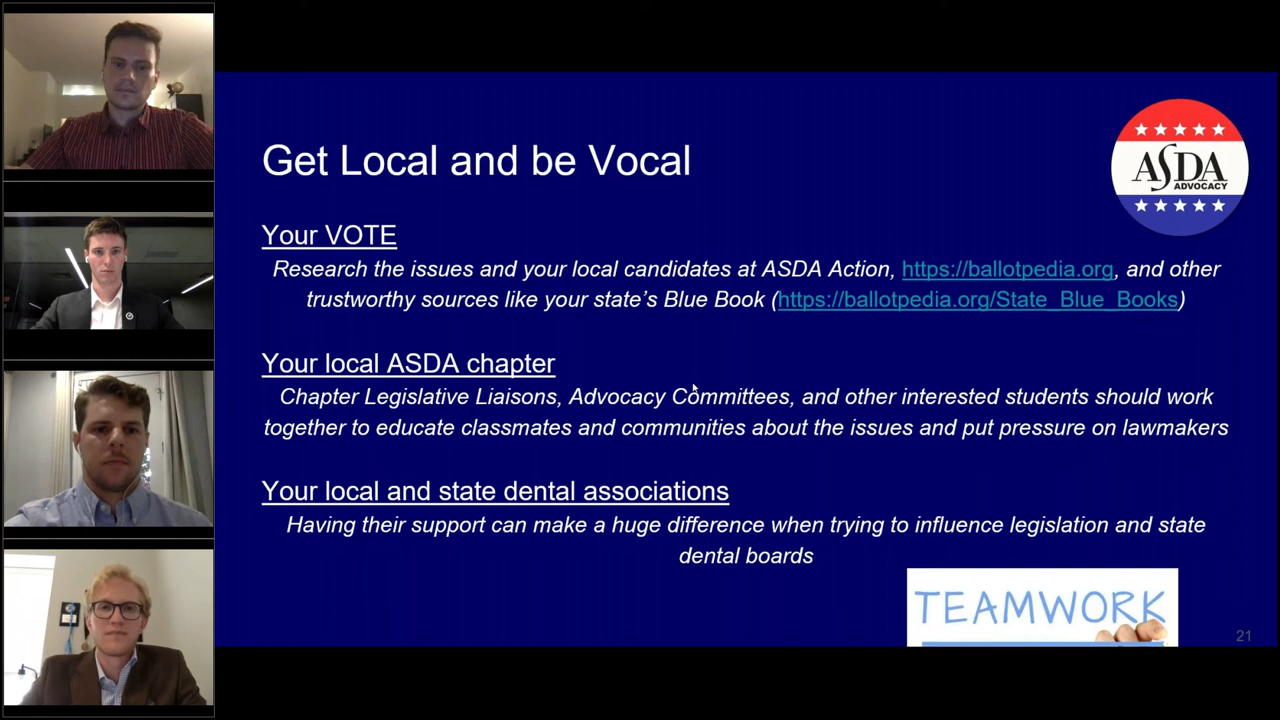 Get Local and be Vocal
ASDA
ADVOCACY
Your VOTE
Research the issues and your local candidates at ASDA Action, https://ballotpedia.org, and other
trustworthy sources like your state’s Blue Book (https://ballotpedia.org/State_Blue_Books)
Your local ASDA chapter
Chapter Legislative Liaisons, Advocacy Committees, and other interested students should work
together to educate classmates and communities about the issues and put pressure on lawmakers
Your local and state dental associations
Having their support can make a huge difference when trying to influence legislation and state
dental boards
TEAMWORK
21